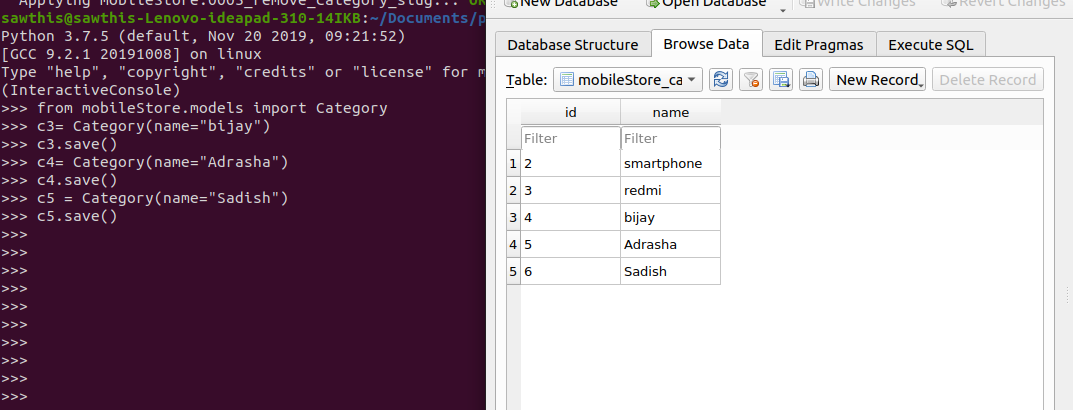 Applying mobileStore.0003_remove_category_slug... OK
sawthis@sawthis-Lenovo-ideapad-310-14IKB:~/Documents/p
Python 3.7.5 (default, Nov 20 2019, 09:21:52)
[GCC 9.2.1 20191008] on linux
Type "help", "copyright", "credits" or "license" for m
(InteractiveConsole)
>>> from mobileStore.models import Category
>>> c3= Category(name="bijay")
>>> c3.save()
>>> c4= Category(name="Adrasha")
>>> c4.save()
>>> c5 = Category(name="Sadish")
>>> c5.save()
>>>
>>>
>>>
>>>
>>>
>>>
>>>
>>>
>>>
>>>
New Database Open Database Write Changes Revert Changes
Database Structure Browse Data Edit Pragmas Execute SQL
Table: mobileStore_ca New Record Delete Record
id name
Filter Filter
1 2 smartphone
2 3 redmi
3 4 bijay
4 5 Adrasha
5 6 Sadish